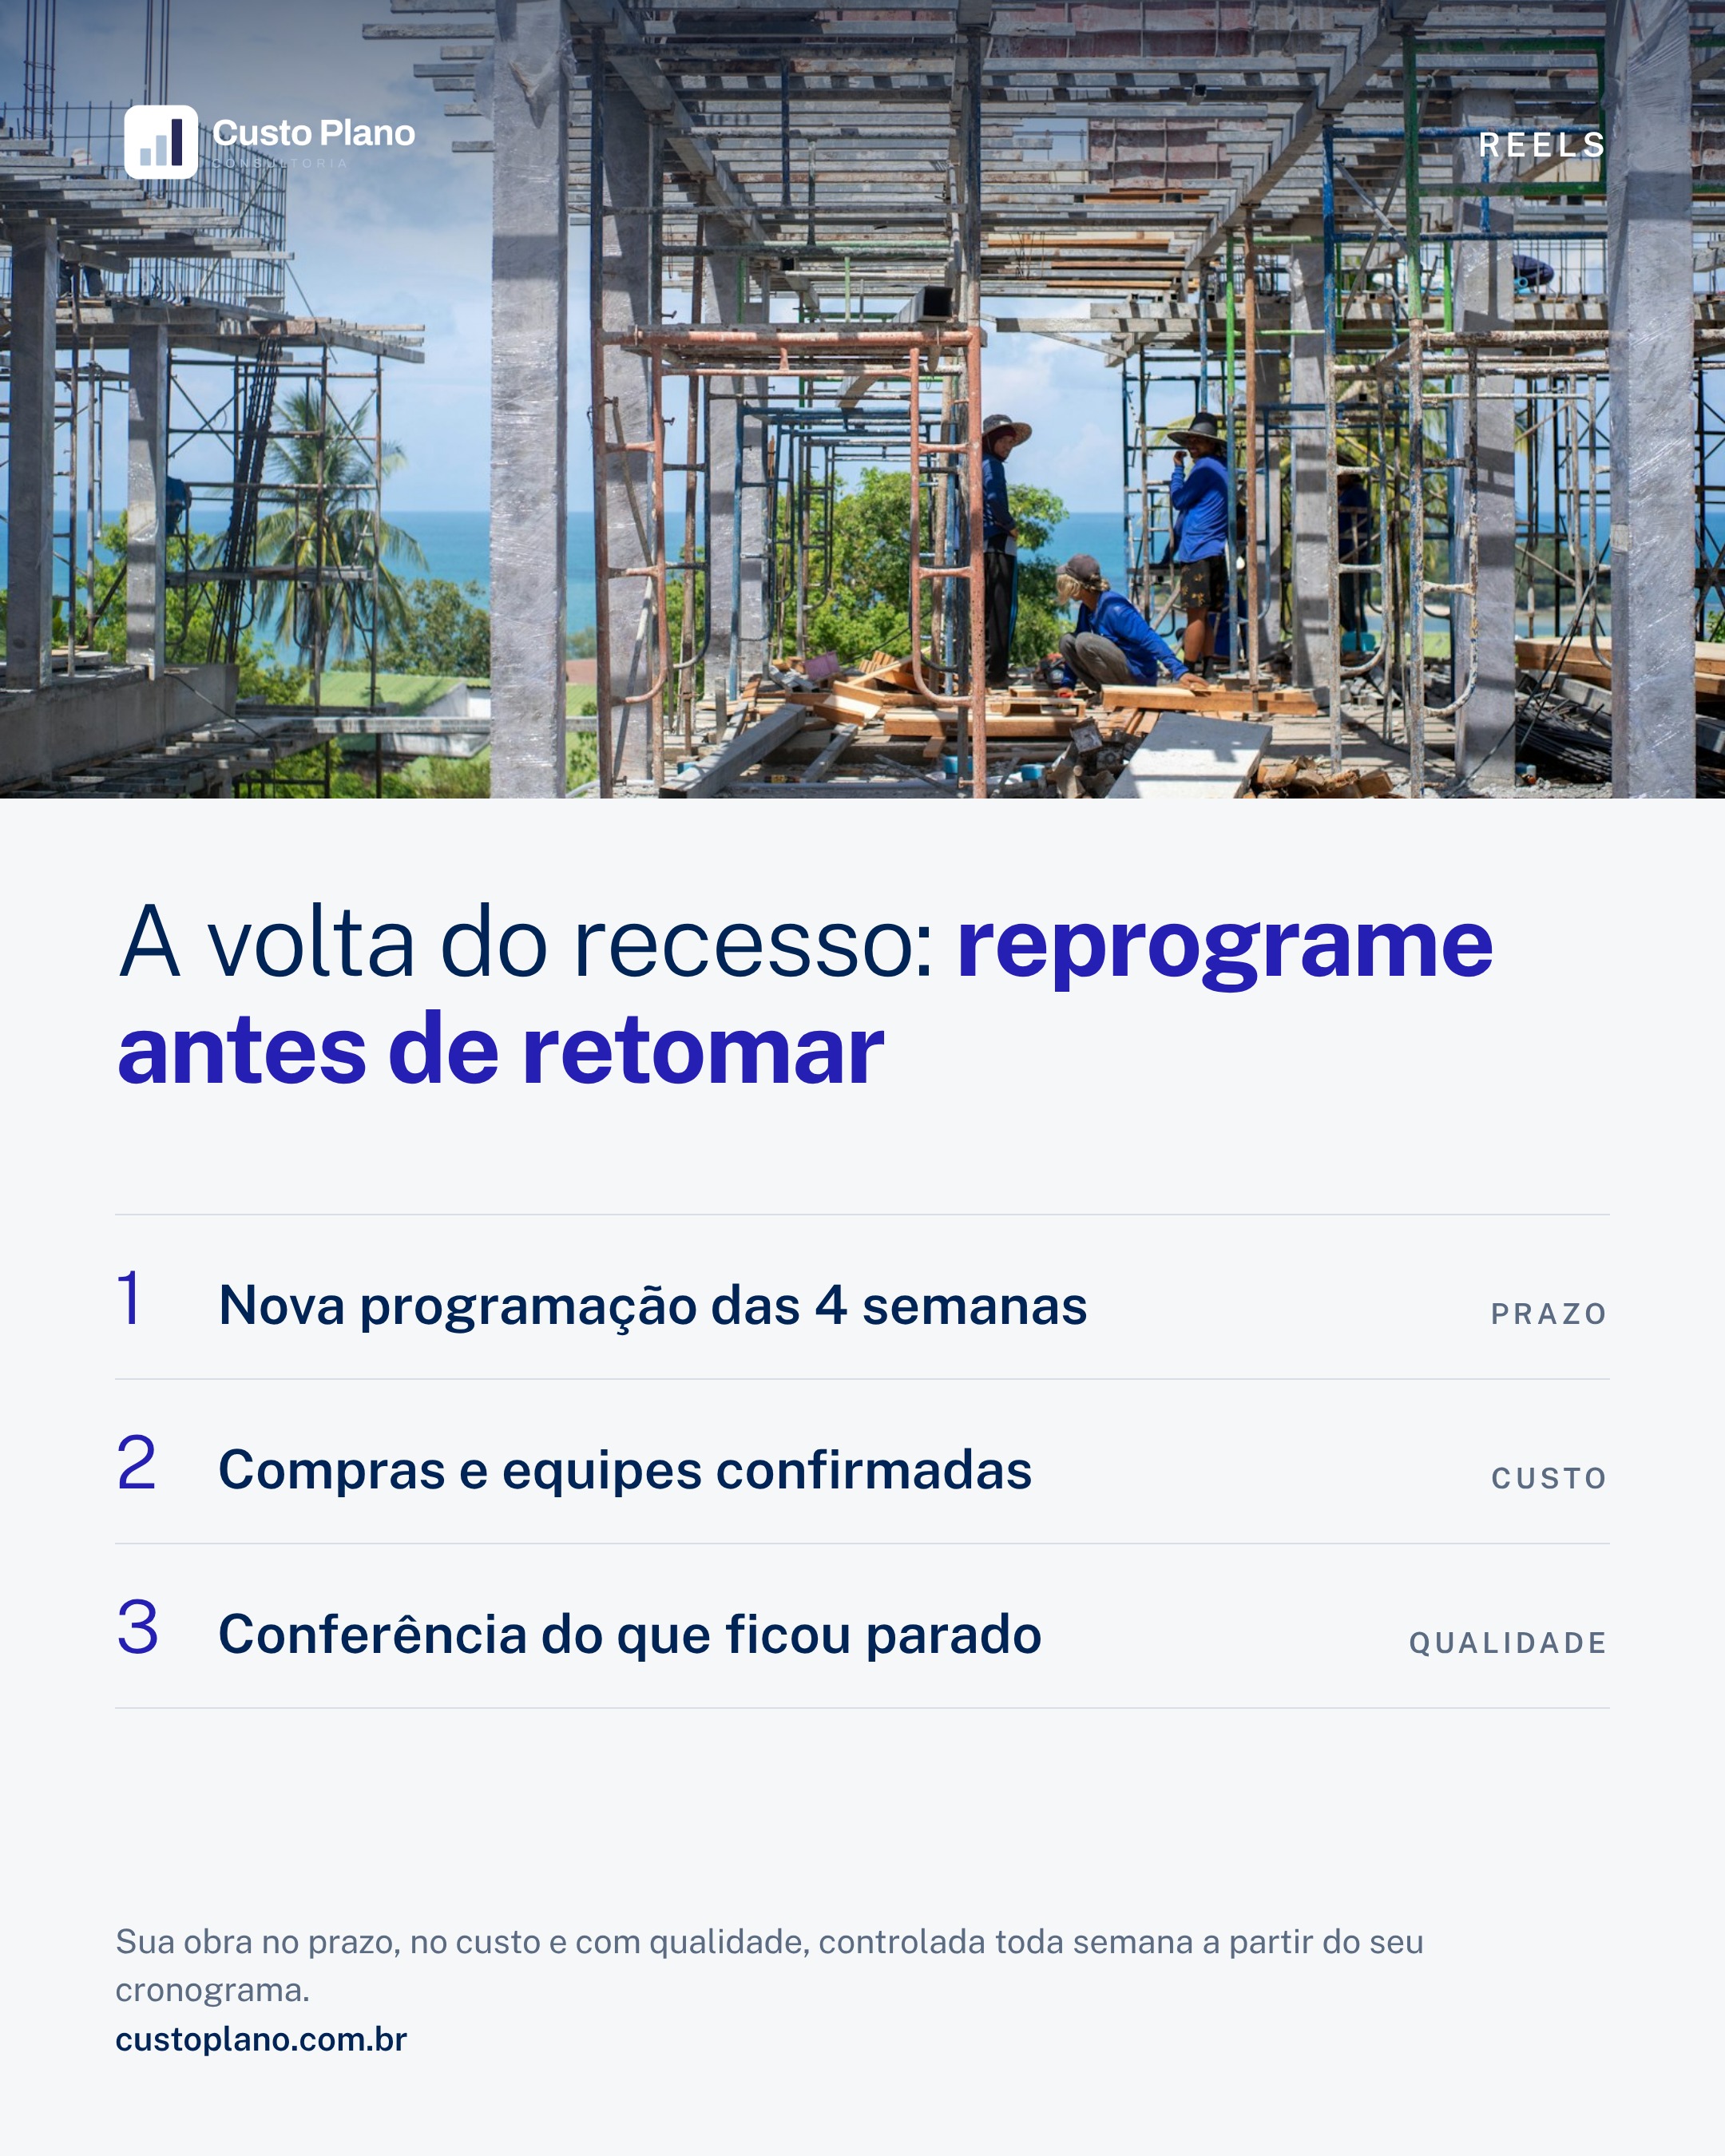 Custo Plano
CONSULTORIA
REELS
A volta do recesso: reprograme
antes de retomar
1 Nova programação das 4 semanas PRAZO
2 Compras e equipes confirmadas CUSTO
3 Conferência do que ficou parado QUALIDADE
Sua obra no prazo, no custo e com qualidade, controlada toda semana a partir do seu
cronograma.
custoplano.com.br